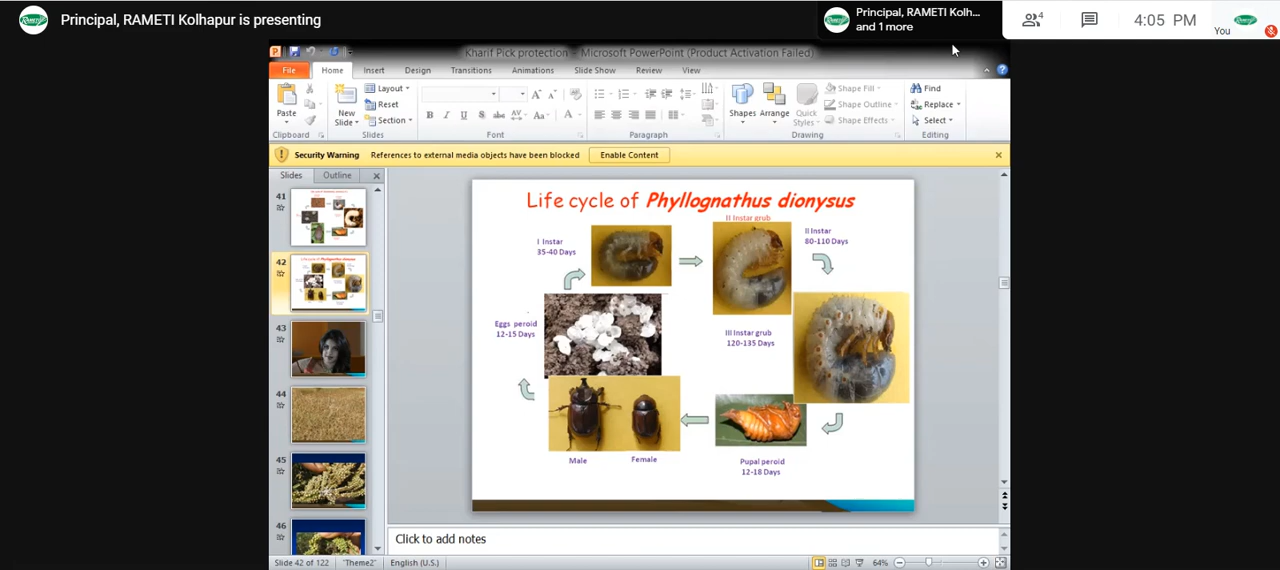 Principal, RAMETI Kolhapur is presenting
Principal, RAMETI Kolh...
and 1 more
4
4:05 PM
You
Kharif Pick protection - Microsoft PowerPoint (Product Activation Failed)
File Home Insert Design Transitions Animations Slide Show Review View
Paste
Clipboard
New
Slide
Layout
Reset
Section
Slides
Font
Paragraph
Shapes
Arrange
Quick
Styles
Shape Fill
Shape Outline
Shape Effects
Drawing
Find
Replace
Select
Editing
Security Warning References to external media objects have been blocked Enable Content
Slides Outline
41
42
43
44
45
46
Life cycle of Phyllognathus dionysus
I Instar
35-40 Days
II Instar grub
II Instar
80-110 Days
Eggs peroid
12-15 Days
III Instar grub
120-135 Days
Male
Female
Pupal peroid
12-18 Days
Click to add notes
Slide 42 of 122 "Theme2" English (U.S.) 64%